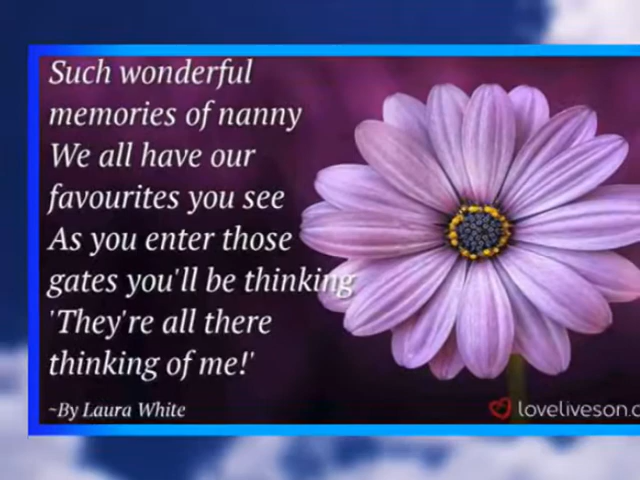 Such wonderful
memories of nanny
We all have our
favourites you see
As you enter those
gates you'll be thinking
'They're all there
thinking of me!'
~By Laura White
loveliveson.c